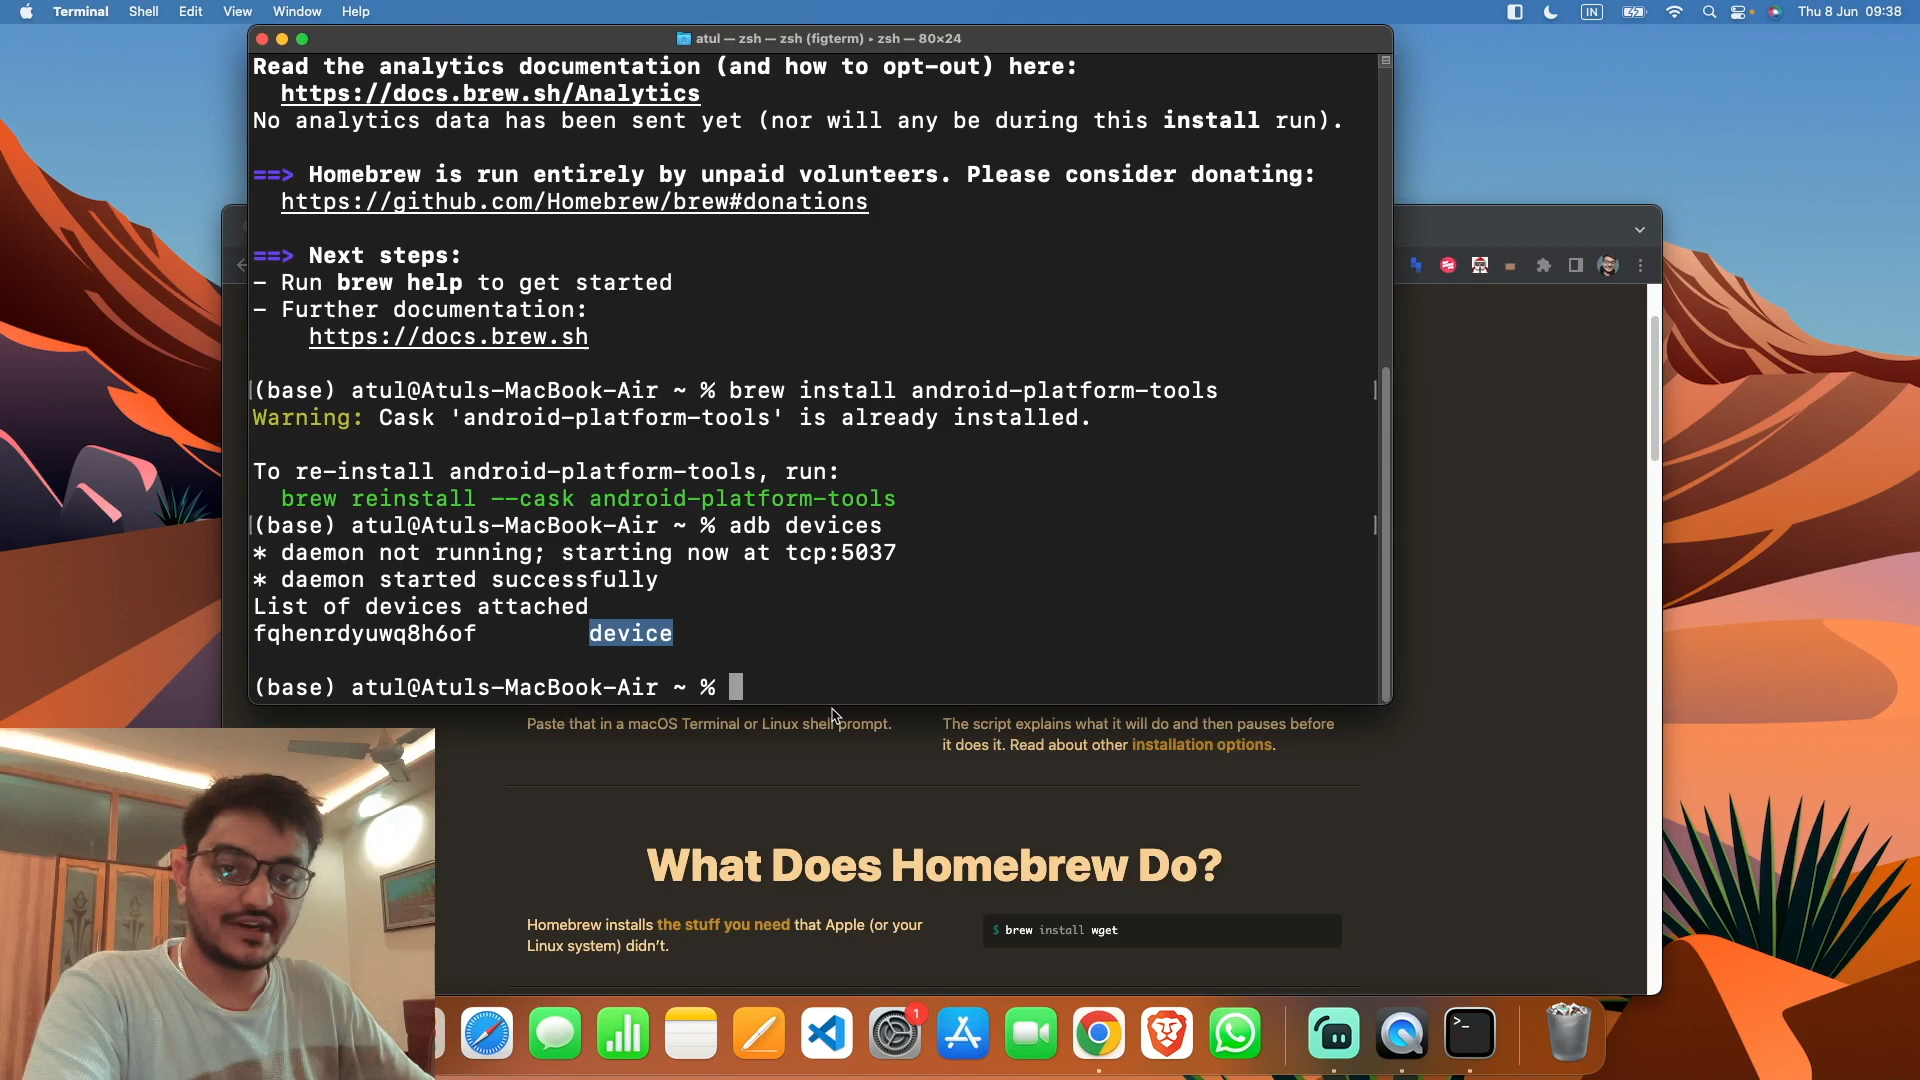 Terminal Shell Edit View Window Help
IN
Thu 8 Jun 09:38
atul — zsh — zsh (figterm) ▸ zsh — 80×24
Read the analytics documentation (and how to opt-out) here:
https://docs.brew.sh/Analytics
No analytics data has been sent yet (nor will any be during this install run).
==> Homebrew is run entirely by unpaid volunteers. Please consider donating:
https://github.com/Homebrew/brew#donations
==> Next steps:
- Run brew help to get started
- Further documentation:
https://docs.brew.sh
[(base) atul@Atuls-MacBook-Air ~ % brew install android-platform-tools ]
Warning: Cask 'android-platform-tools' is already installed.
To re-install android-platform-tools, run:
brew reinstall --cask android-platform-tools
[(base) atul@Atuls-MacBook-Air ~ % adb devices ]
* daemon not running; starting now at tcp:5037
* daemon started successfully
List of devices attached
fqhenrdyuwq8h6of device
(base) atul@Atuls-MacBook-Air ~ %
Paste that in a macOS Terminal or Linux shell prompt.
The script explains what it will do and then pauses before
it does it. Read about other installation options.
What Does Homebrew Do?
Homebrew installs the stuff you need that Apple (or your
Linux system) didn't.
$ brew install wget
1
>_